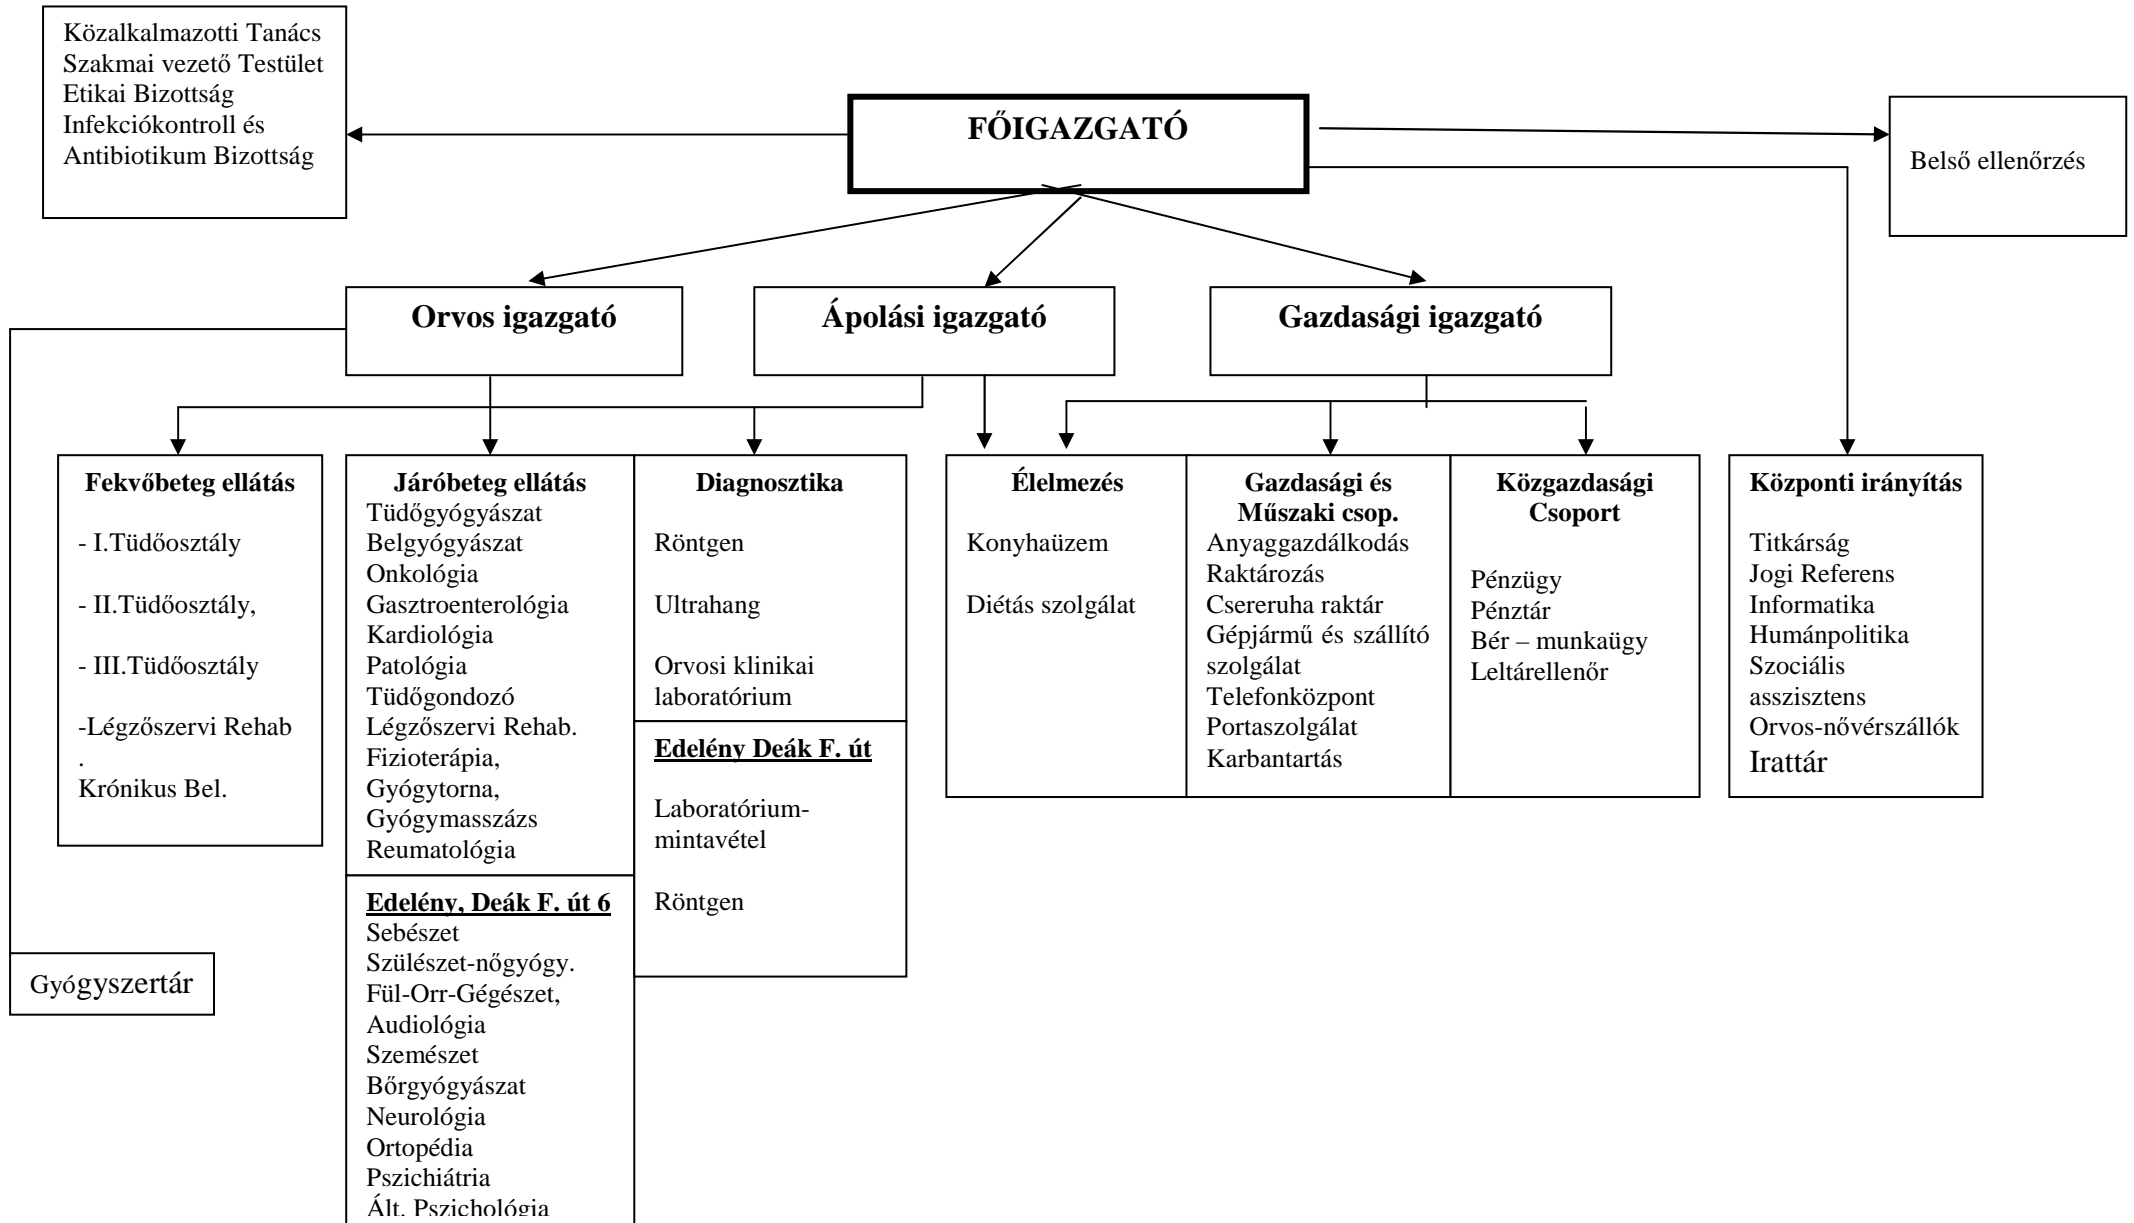 Közalkalmazotti Tanács
Szakmai vezető Testület
Etikai Bizottság
Infekciókontroll és
Antibiotikum Bizottság
FŐIGAZGATÓ
Belső ellenőrzés
Orvos igazgató
Ápolási igazgató
Gazdasági igazgató
Fekvőbeteg ellátás
- I.Tüdőosztály
- II.Tüdőosztály,
- III.Tüdőosztály
-Légzőszervi Rehab
.
Krónikus Bel.
Járóbeteg ellátás
Tüdőgyógyászat
Belgyógyászat
Onkológia
Gasztroenterológia
Kardiológia
Patológia
Tüdőgondozó
Légzőszervi Rehab.
Fizioterápia,
Gyógytorna,
Gyógymasszázs
Reumatológia
Edelény, Deák F. út 6
Sebészet
Szülészet-nőgyógy.
Fül-Orr-Gégészet,
Audiológia
Szemészet
Bőrgyógyászat
Neurológia
Ortopédia
Pszichiátria
Ált. Pszichológia
Diagnosztika
Röntgen
Ultrahang
Orvosi klinikai
laboratórium
Edelény Deák F. út
Laboratórium-
mintavétel
Röntgen
Élelmezés
Konyhaüzem
Diétás szolgálat
Gazdasági és
Műszaki csop.
Anyaggazdálkodás
Raktározás
Csereruha raktár
Gépjármű és szállító
szolgálat
Telefonközpont
Portaszolgálat
Karbantartás
Közgazdasági
Csoport
Pénzügy
Pénztár
Bér – munkaügy
Leltárellenőr
Központi irányítás
Titkárság
Jogi Referens
Informatika
Humánpolitika
Szociális
asszisztens
Orvos-nővérszállók
Irattár
Gyógyszertár